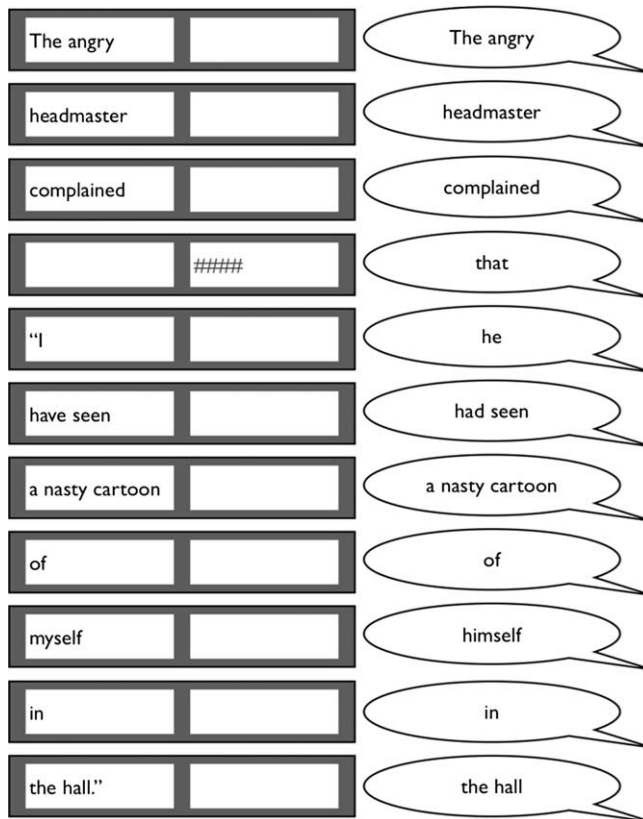 The angry The angry
headmaster headmaster
complained complained
#### that
“I he
have seen had seen
a nasty cartoon a nasty cartoon
of of
myself himself
in in
the hall.” the hall